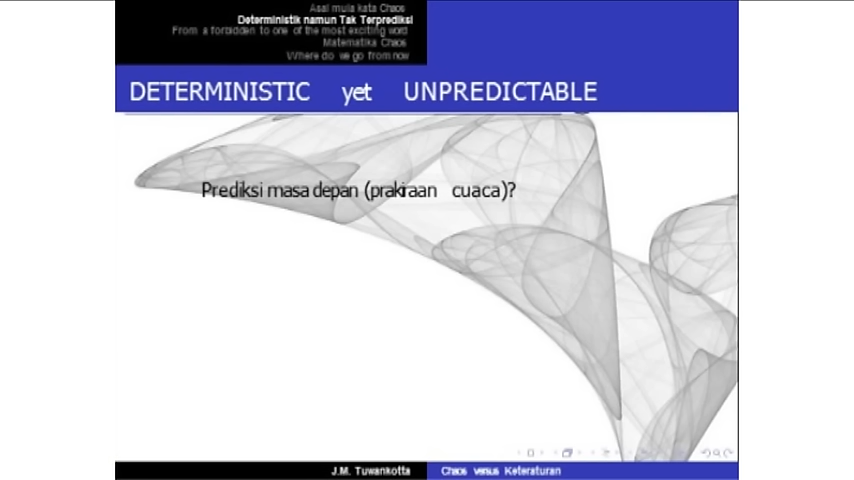 Asal mula kata Chaos
Deterministik namun Tak Terprediksi
From a forbidden to one of the most exciting word
Matematika Chaos
Where do we go from now
DETERMINISTIC yet UNPREDICTABLE
Prediksi masa depan (prakiraan cuaca)?
J.M. Tuwankotta
Chaos versus Keteraturan